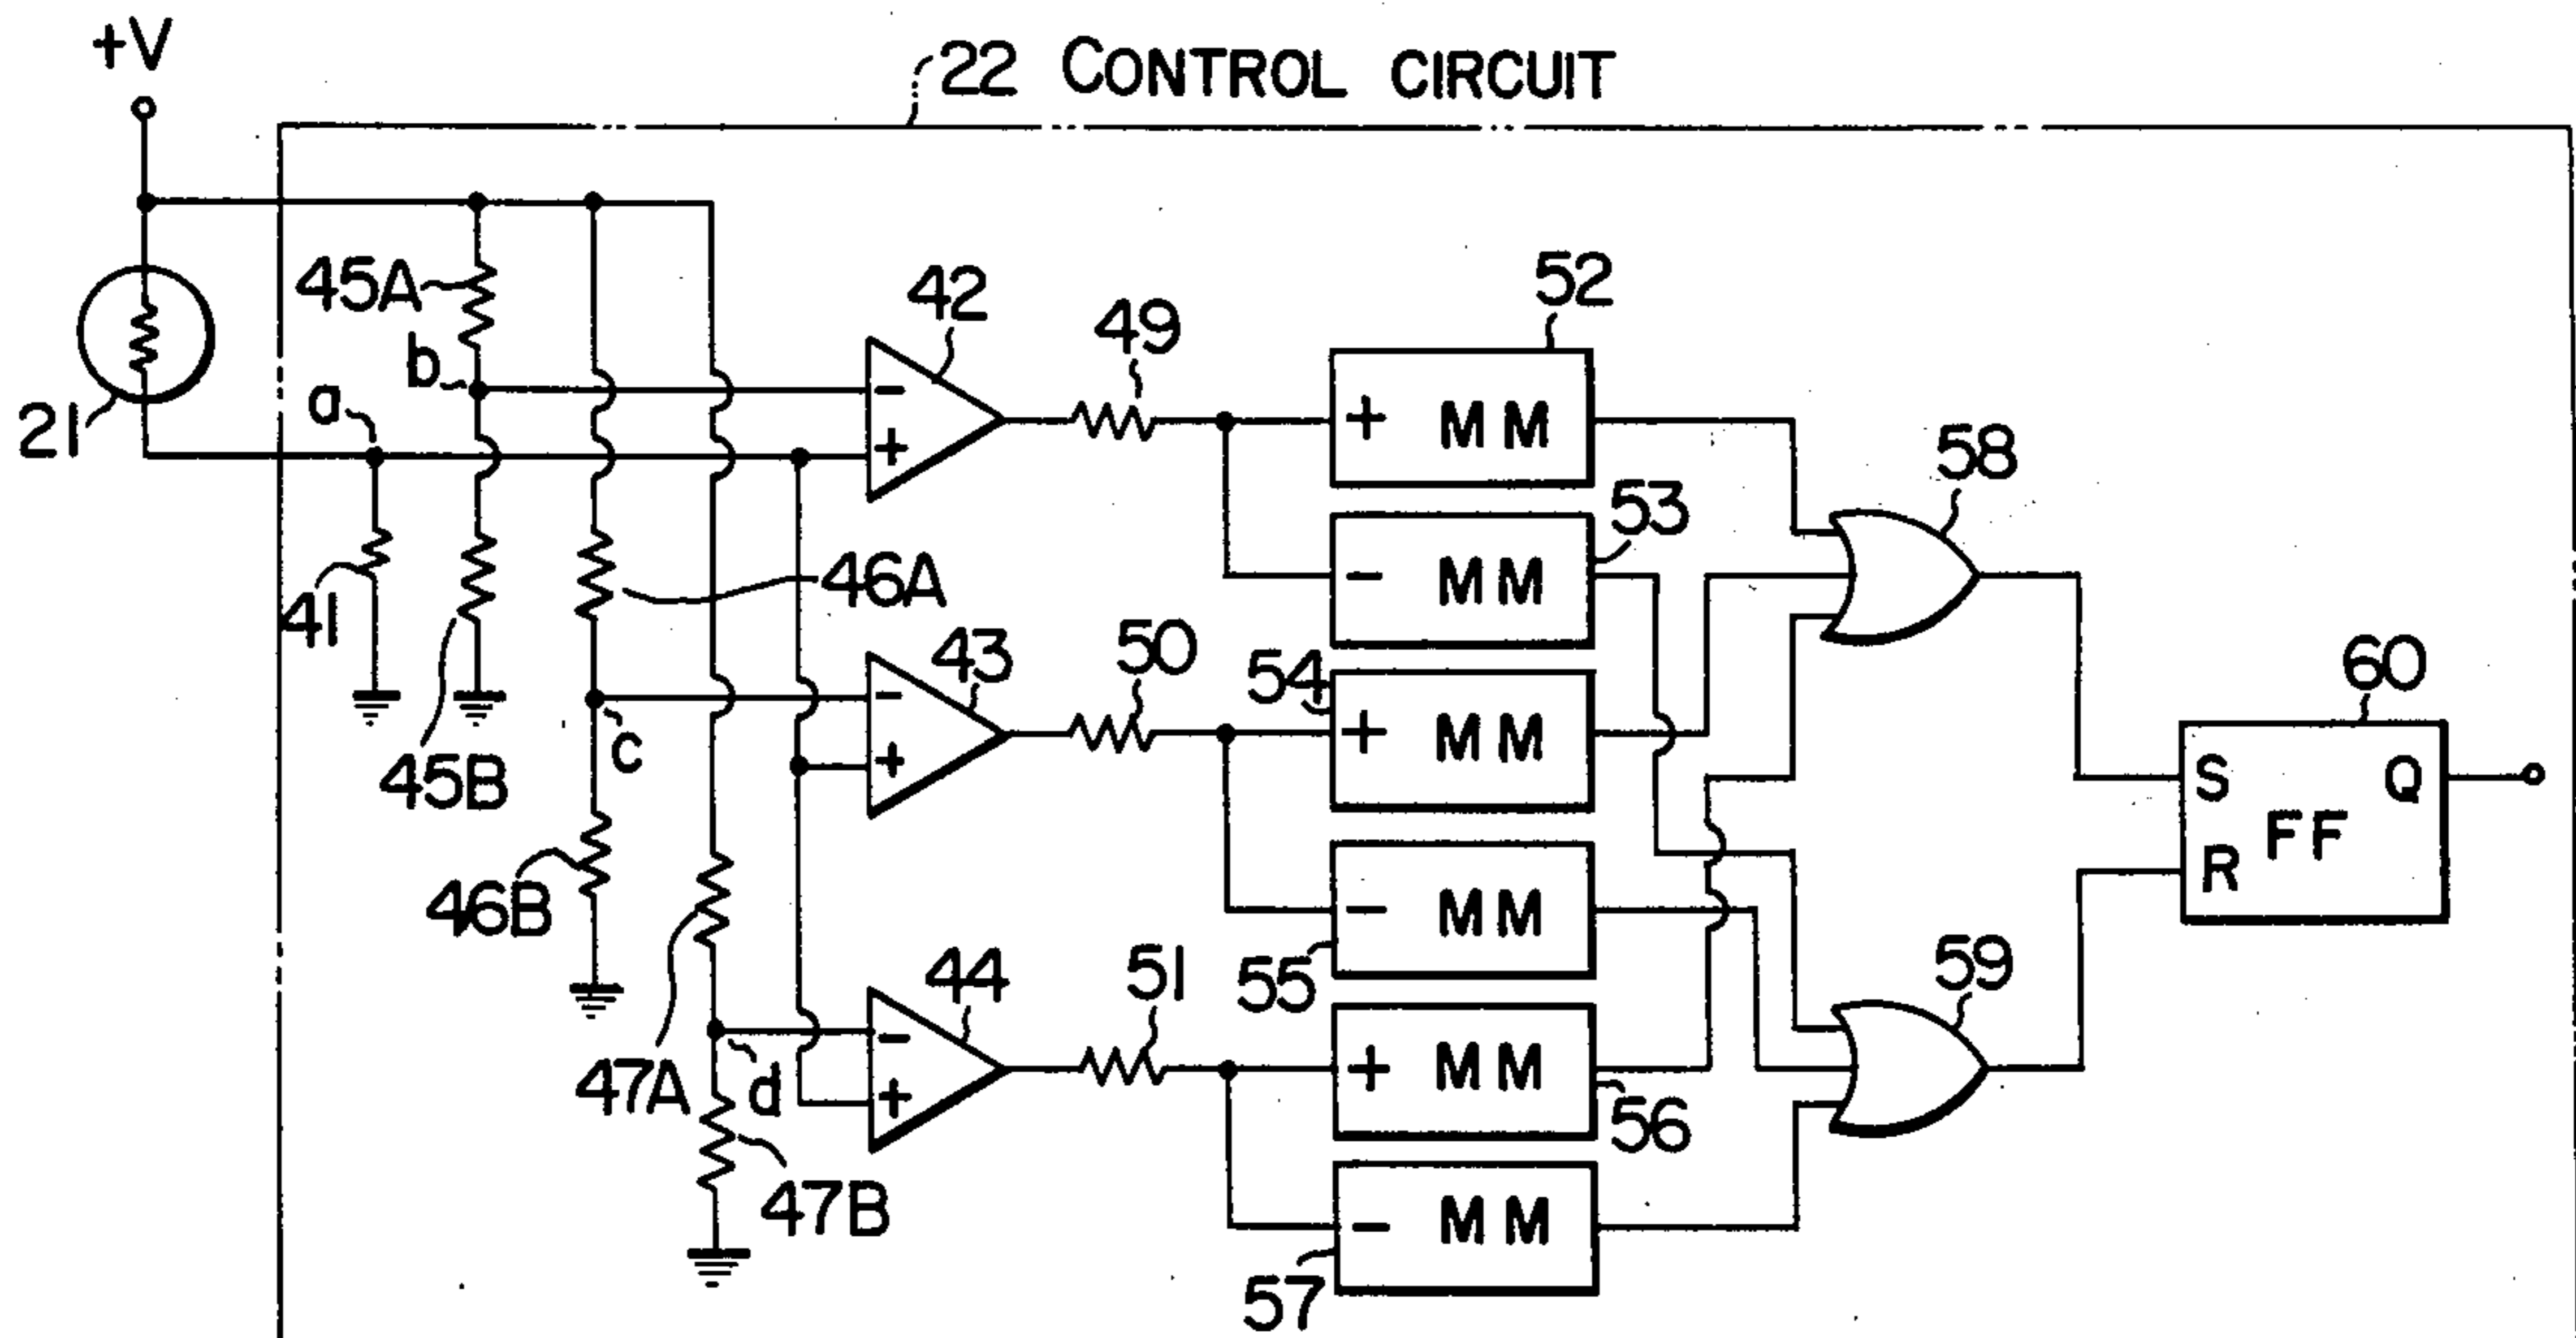 +V
22 CONTROL CIRCUIT
45A
42
52
49
b
-
a
21
+
+ MM
58
53
- MM
46A
41
43
50
54
60
-
+ MM
c
45B
+
S Q
FF
R
46B
- MM
44
51
55
59
-
47A
d
+
+ MM
56
47B
- MM
57